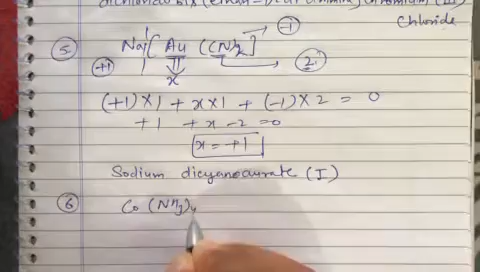 Chloride
(5) Na[Au(CN)2] → -1
+1 x → 2
(+1)×1 + x×1 + (-1)×2 = 0
+1 + x - 2 = 0
x = +1
Sodium dicyanoaurate (I)
(6) Co(NH3)4